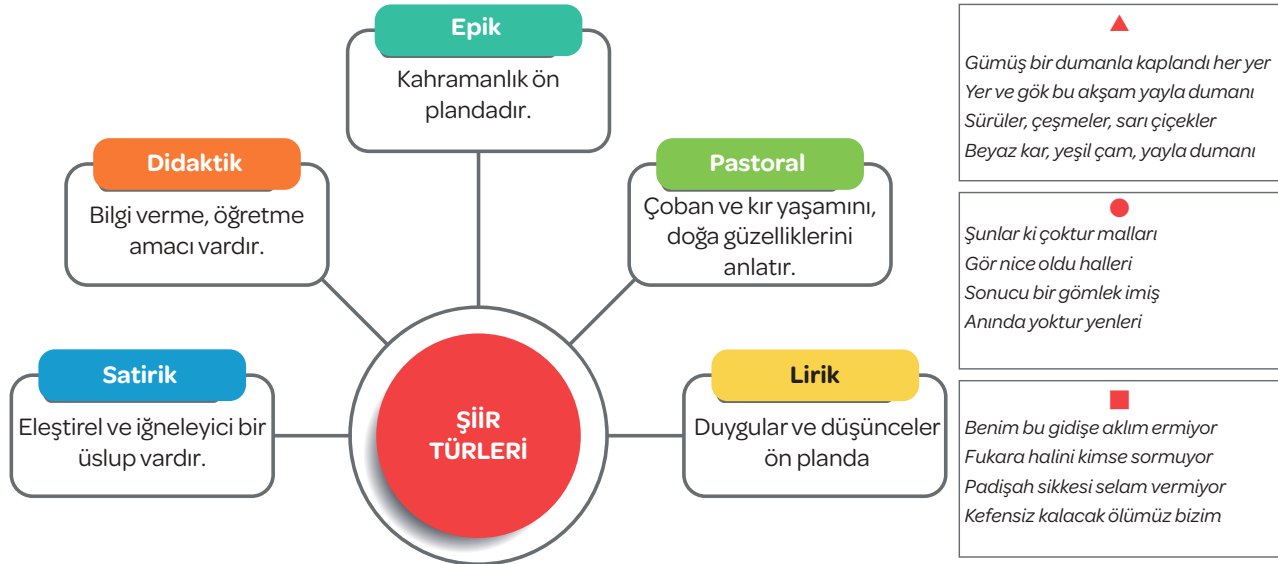 Epik
Kahramanlık ön
plandadır.
Didaktik
Bilgi verme, öğretme
amacı vardır.
Pastoral
Çoban ve kır yaşamını,
doğa güzelliklerini
anlatır.
Satirik
Eleştirel ve iğneleyici bir
üslup vardır.
ŞİİR
TÜRLERİ
Lirik
Duygular ve düşünceler
ön planda
Gümüş bir dumanla kaplandı her yer
Yer ve gök bu akşam yayla dumanı
Sürüler, çeşmeler, sarı çiçekler
Beyaz kar, yeşil çam, yayla dumanı
Şunlar ki çoktur malları
Gör nice oldu halleri
Sonucu bir gömlek imiş
Anında yoktur yenleri
Benim bu gidişe aklım ermiyor
Fukara halini kimse sormuyor
Padişah sikkesi selam vermiyor
Kefensiz kalacak ölümüz bizim